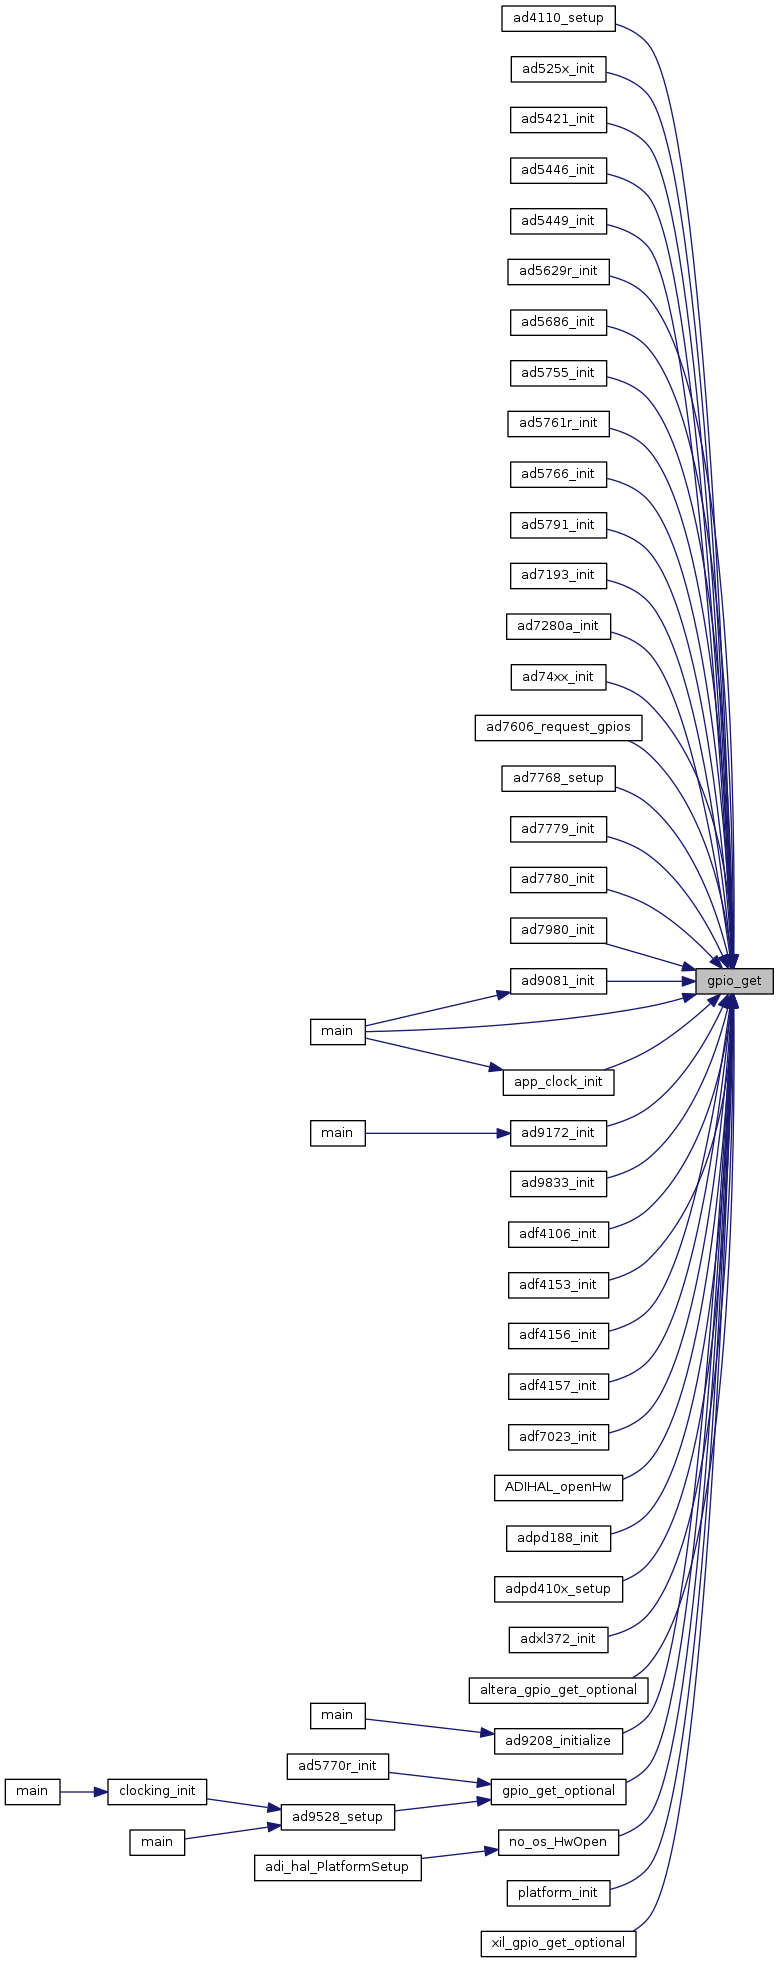 ad4110_setup
ad525x_init
ad5421_init
ad5446_init
ad5449_init
ad5629r_init
ad5686_init
ad5755_init
ad5761r_init
ad5766_init
ad5791_init
ad7193_init
ad7280a_init
ad74xx_init
ad7606_request_gpios
ad7768_setup
ad7779_init
ad7780_init
ad7980_init
ad9081_init
gpio_get
main
app_clock_init
main
ad9172_init
ad9833_init
adf4106_init
adf4153_init
adf4156_init
adf4157_init
adf7023_init
ADIHAL_openHw
adpd188_init
adpd410x_setup
adxl372_init
altera_gpio_get_optional
main
ad9208_initialize
ad5770r_init
main
clocking_init
gpio_get_optional
ad9528_setup
main
no_os_HwOpen
adi_hal_PlatformSetup
platform_init
xil_gpio_get_optional